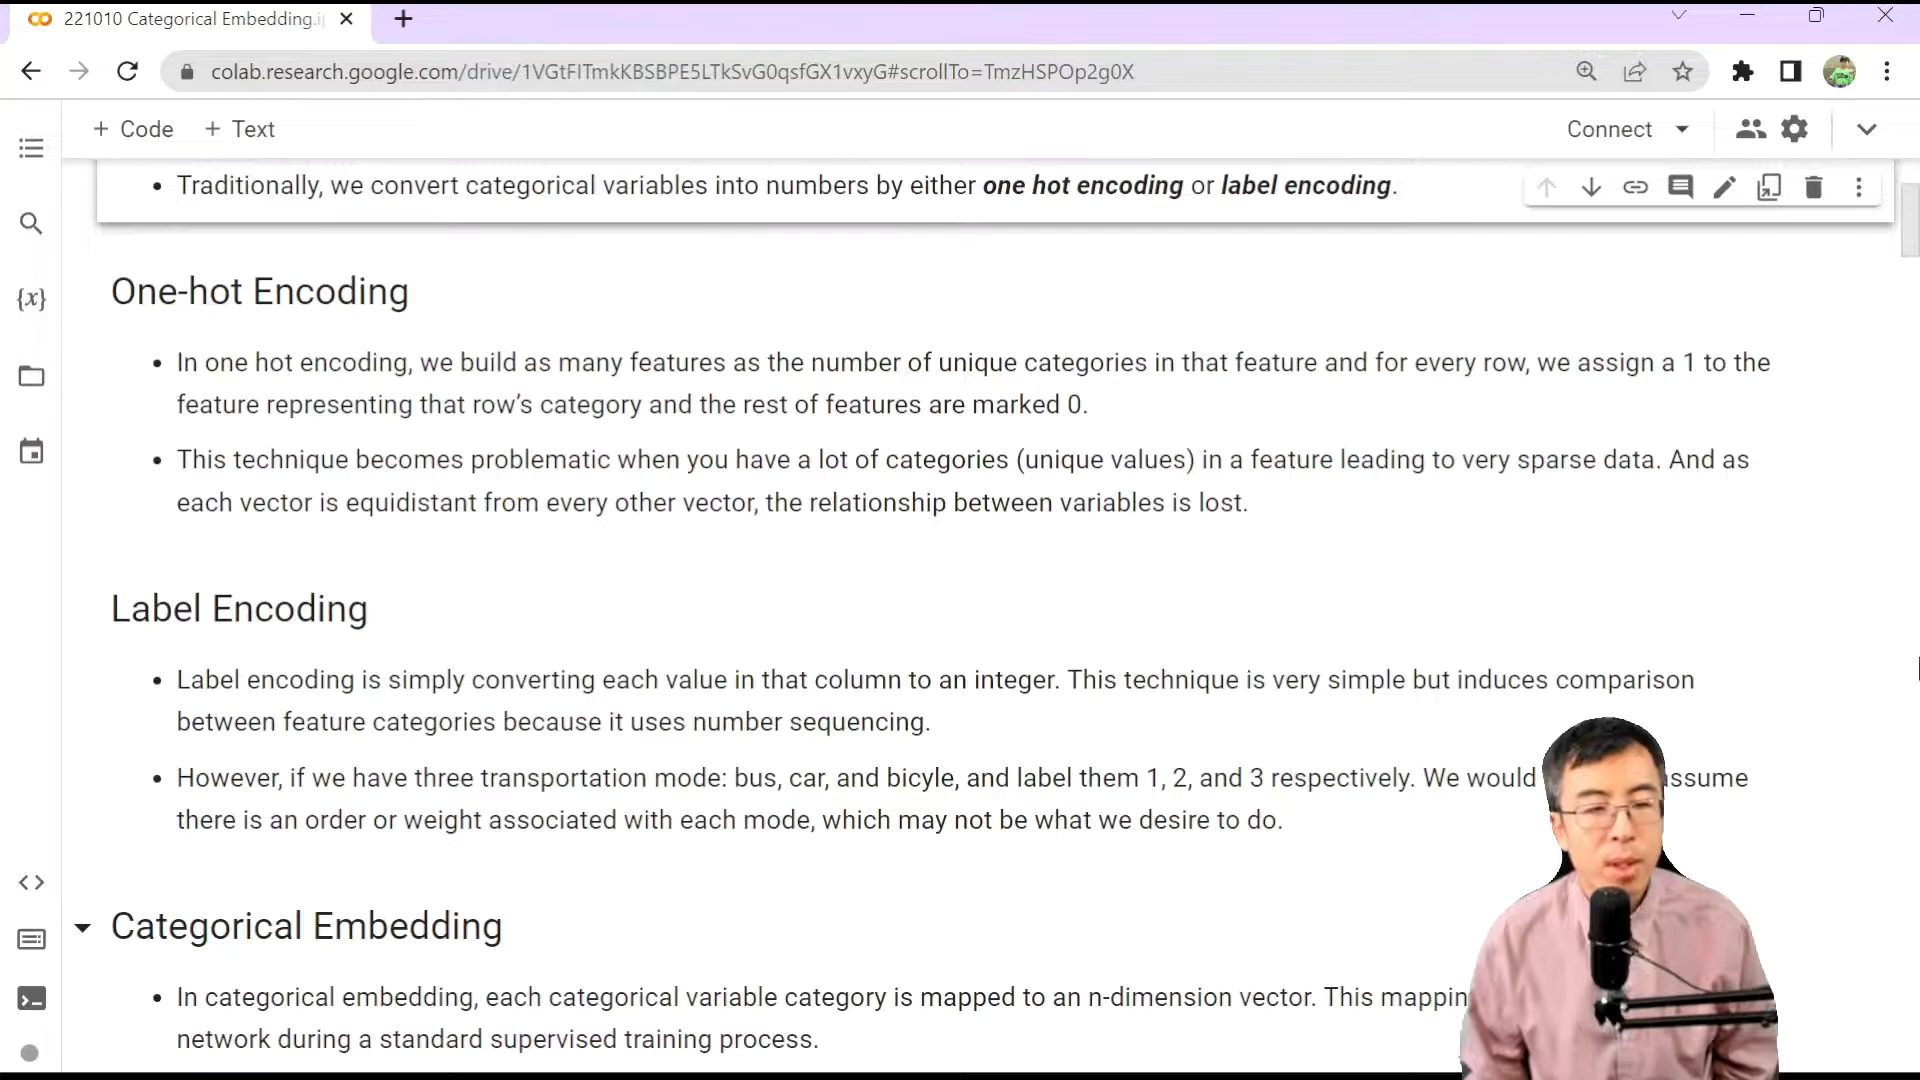 221010 Categorical Embedding.i
colab.research.google.com/drive/1VGtFITmkKBSBPE5LTkSvG0qsfGX1vxyG#scrollTo=TmzHSPOp2g0X
+ Code + Text Connect
• Traditionally, we convert categorical variables into numbers by either one hot encoding or label encoding.
{x}
One-hot Encoding
• In one hot encoding, we build as many features as the number of unique categories in that feature and for every row, we assign a 1 to the
feature representing that row’s category and the rest of features are marked 0.
• This technique becomes problematic when you have a lot of categories (unique values) in a feature leading to very sparse data. And as
each vector is equidistant from every other vector, the relationship between variables is lost.
Label Encoding
• Label encoding is simply converting each value in that column to an integer. This technique is very simple but induces comparison
between feature categories because it uses number sequencing.
• However, if we have three transportation mode: bus, car, and bicyle, and label them 1, 2, and 3 respectively. We would assume
there is an order or weight associated with each mode, which may not be what we desire to do.
Categorical Embedding
• In categorical embedding, each categorical variable category is mapped to an n-dimension vector. This mappin
network during a standard supervised training process.